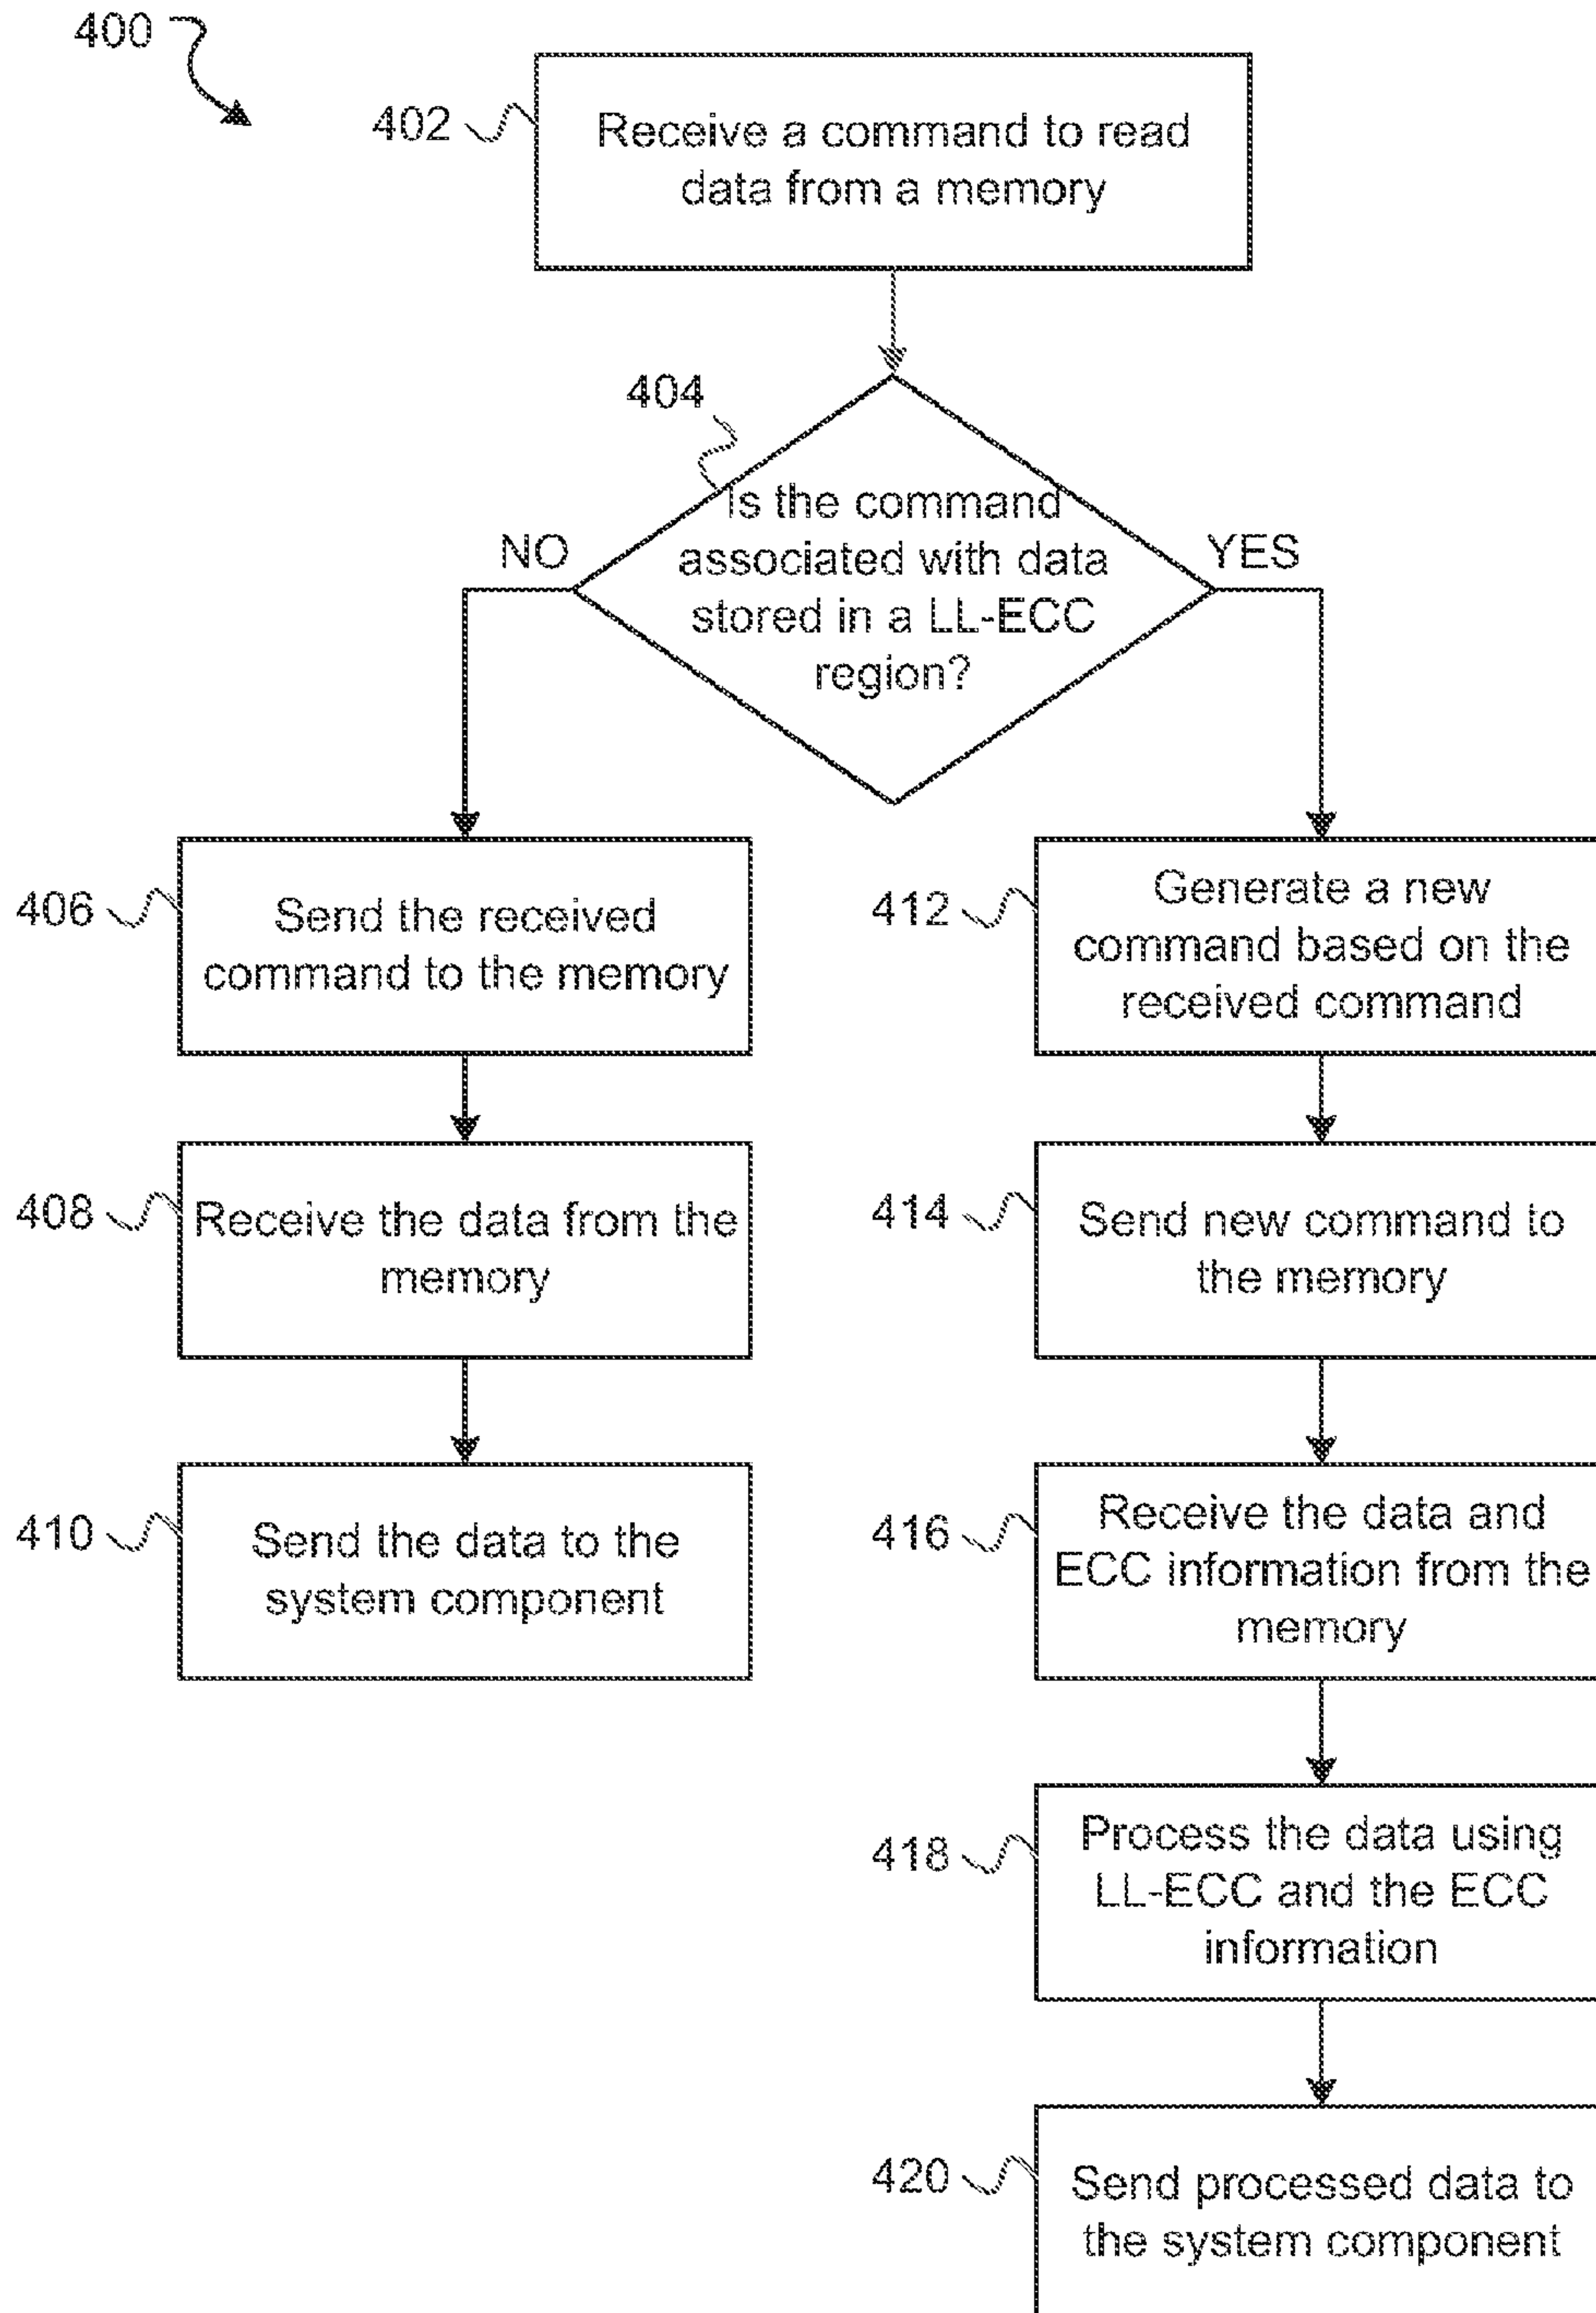 400
402
Receive a command to read
data from a memory
404
Is the command
associated with data
stored in a LL-ECC
region?
NO
YES
406
Send the received
command to the memory
412
Generate a new
command based on the
received command
408
Receive the data from the
memory
414
Send new command to
the memory
410
Send the data to the
system component
416
Receive the data and
ECC information from the
memory
418
Process the data using
LL-ECC and the ECC
information
420
Send processed data to
the system component